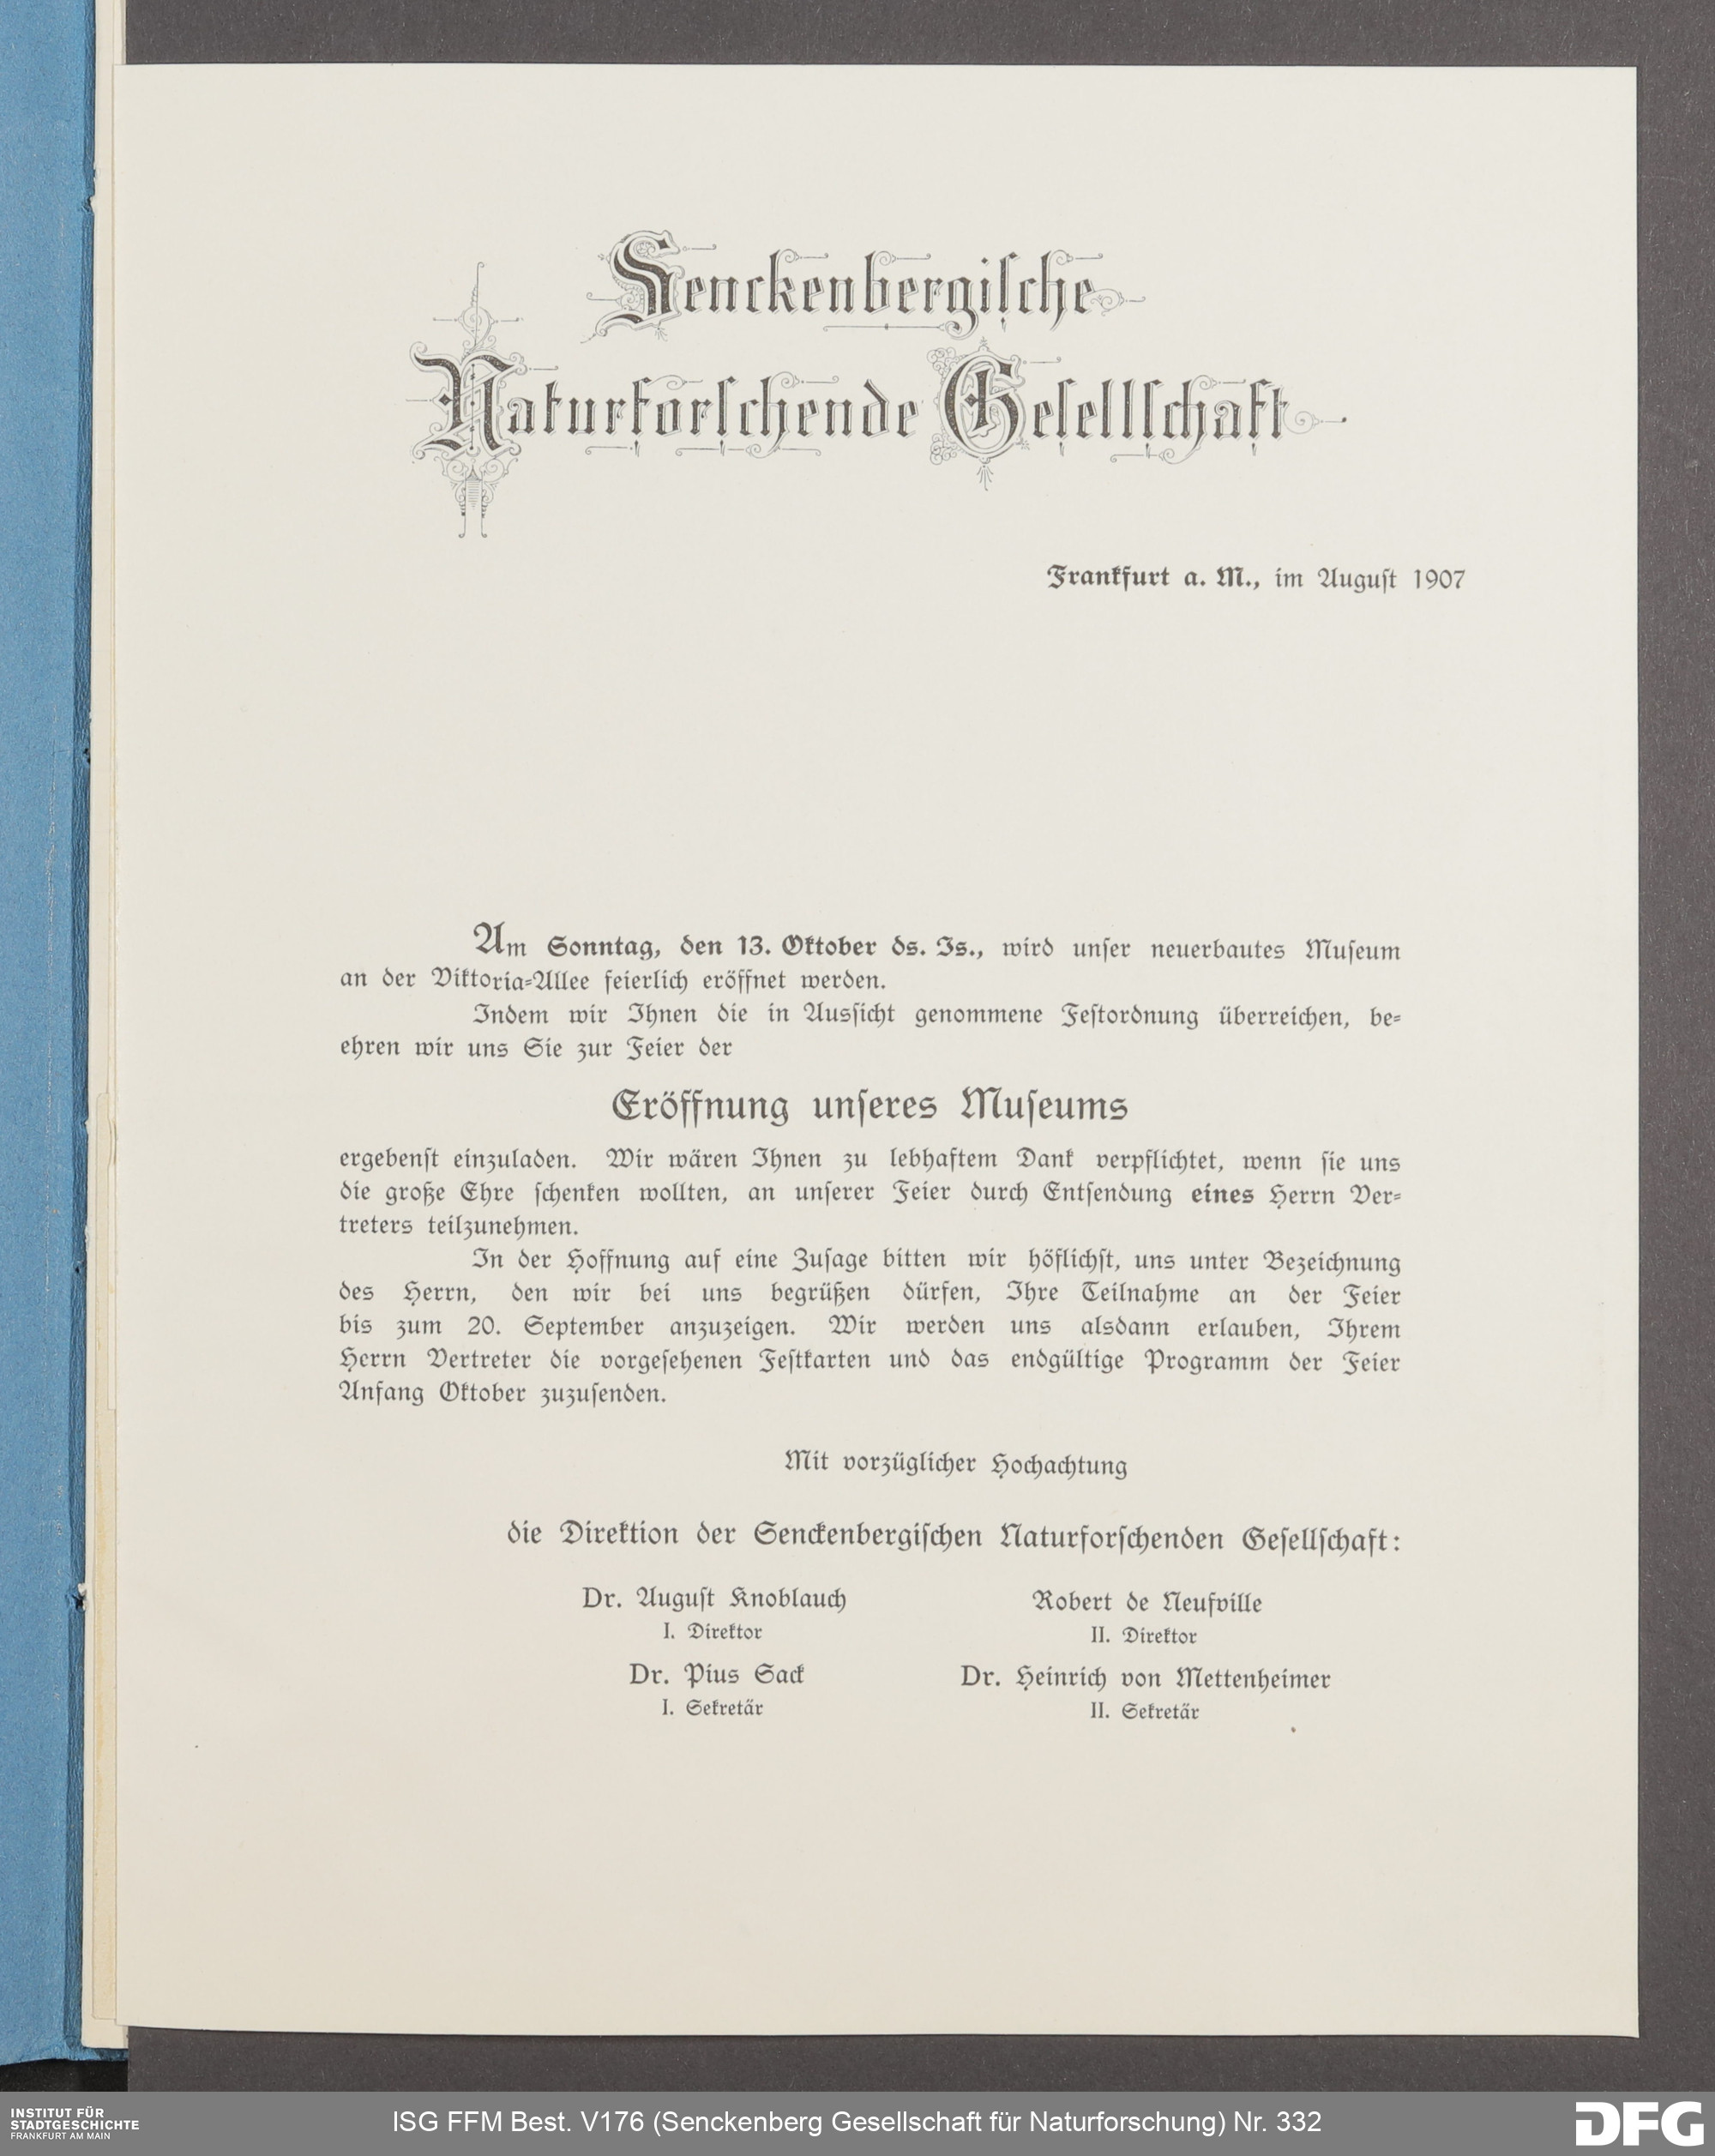 Senckenbergische
Naturforschende Gesellschaft
Frankfurt a. M., im August 1907
Am Sonntag, den 13. Oktober ds. Js., wird unser neuerbautes Museum
an der Viktoria-Allee feierlich eröffnet werden.
Indem wir Ihnen die in Aussicht genommene Festordnung überreichen, be-
ehren wir uns Sie zur Feier der
Eröffnung unseres Museums
ergebenst einzuladen. Wir wären Ihnen zu lebhaftem Dank verpflichtet, wenn sie uns
die große Ehre schenken wollten, an unserer Feier durch Entsendung eines Herrn Ver-
treters teilzunehmen.
In der Hoffnung auf eine Zusage bitten wir höflichst, uns unter Bezeichnung
des Herrn, den wir bei uns begrüßen dürfen, Ihre Teilnahme an der Feier
bis zum 20. September anzuzeigen. Wir werden uns alsdann erlauben, Ihrem
Herrn Vertreter die vorgesehenen Festkarten und das endgültige Programm der Feier
Anfang Oktober zuzusenden.
Mit vorzüglicher Hochachtung
die Direktion der Senckenbergischen Naturforschenden Gesellschaft:
Dr. August Knoblauch Robert de Neufville
I. Direktor II. Direktor
Dr. Pius Sack Dr. Heinrich von Mettenheimer
I. Sekretär II. Sekretär
INSTITUT FÜR
STADTGESCHICHTE
FRANKFURT AM MAIN
ISG FFM Best. V176 (Senckenberg Gesellschaft für Naturforschung) Nr. 332
DFG